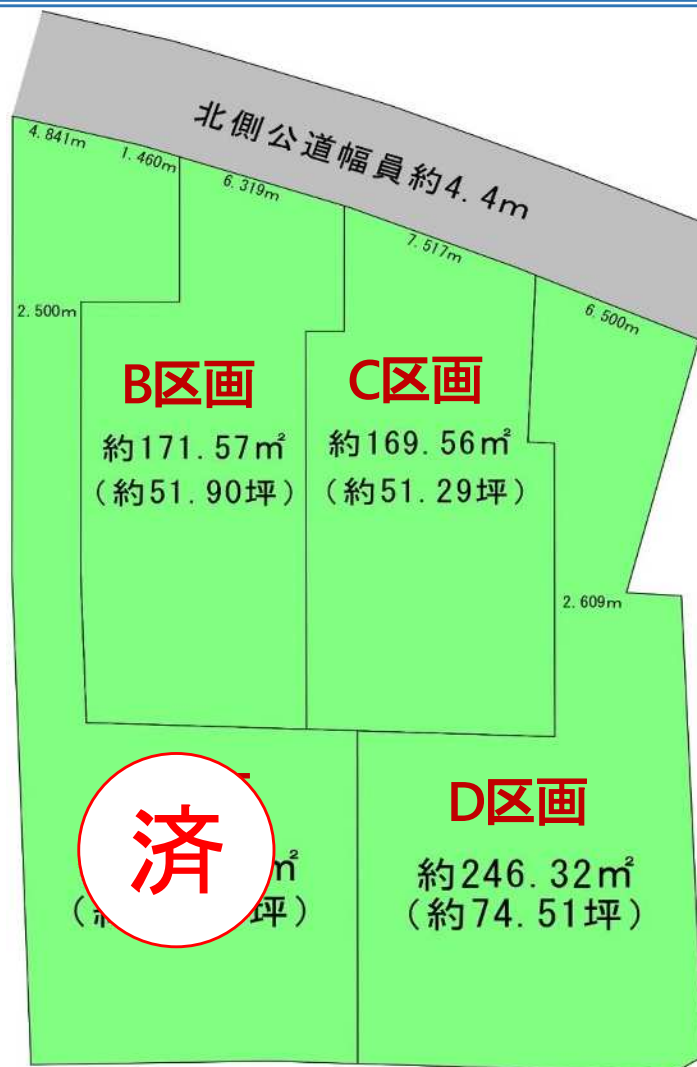 北側公道幅員約4.4m
4.841m
1.460m
6.319m
7.517m
6.500m
2.500m
B区画
約171.57㎡
(約51.90坪)
C区画
約169.56㎡
(約51.29坪)
2.609m
済
㎡
(約
坪)
D区画
約246.32㎡
(約74.51坪)